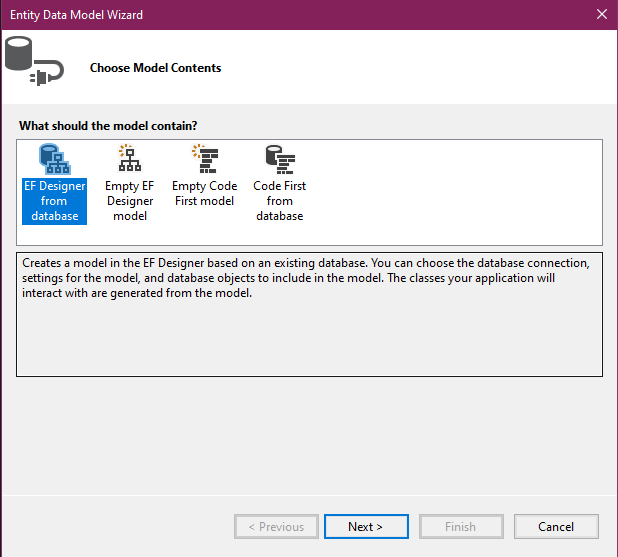 Entity Data Model Wizard
Choose Model Contents
What should the model contain?
EF Designer
from
database
Empty EF
Designer
model
Empty Code
First model
Code First
from
database
Creates a model in the EF Designer based on an existing database. You can choose the database connection,
settings for the model, and database objects to include in the model. The classes your application will
interact with are generated from the model.
< Previous
Next >
Finish
Cancel